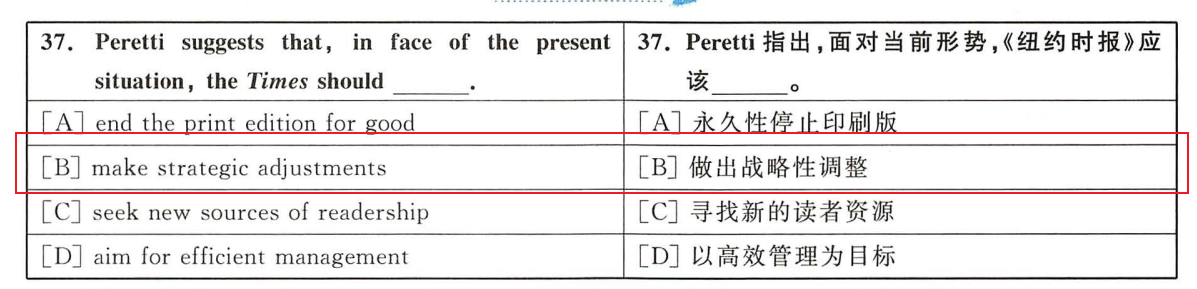 37. Peretti suggests that, in face of the present
situation, the Times should ______.
37. Peretti 指出,面对当前形势,《纽约时报》应
该______。
[A] end the print edition for good
[A] 永久性停止印刷版
[B] make strategic adjustments
[B] 做出战略性调整
[C] seek new sources of readership
[C] 寻找新的读者资源
[D] aim for efficient management
[D] 以高效管理为目标